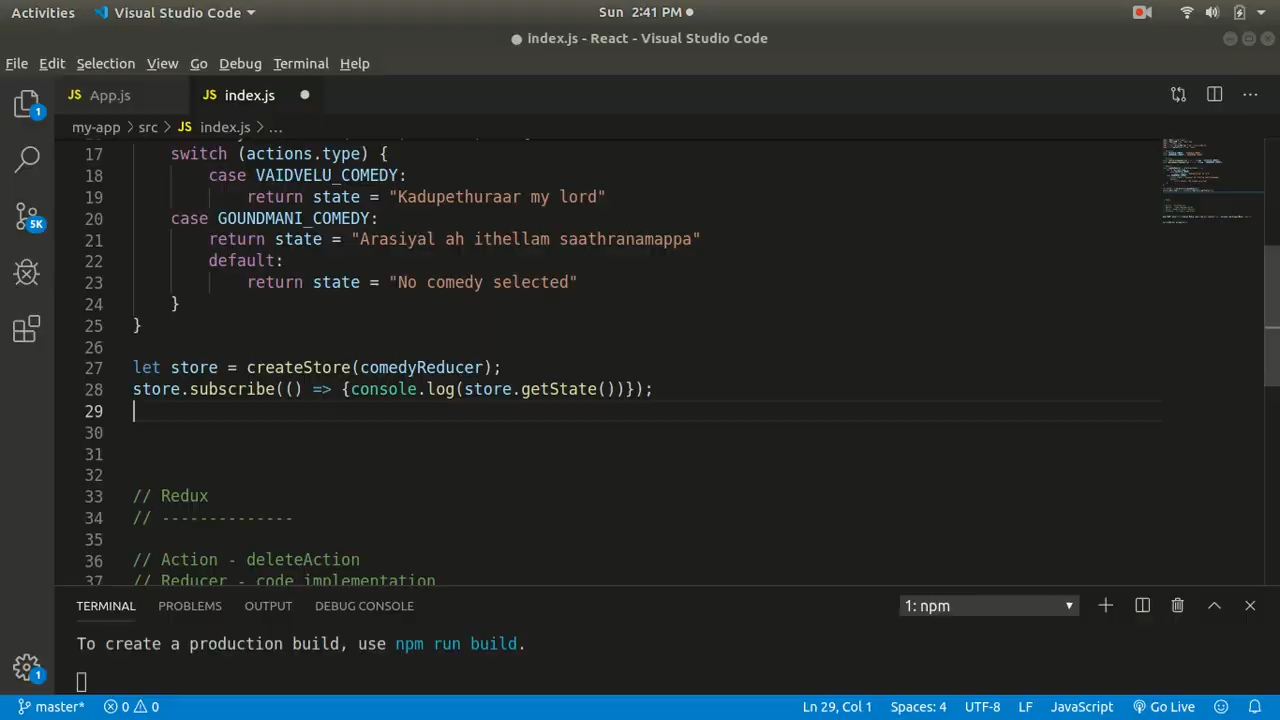 Activities
Visual Studio Code
Sun 2:41 PM
index.js - React - Visual Studio Code
File Edit Selection View Go Debug Terminal Help
JS App.js
JS index.js
my-app > src > JS index.js > ...
17 switch (actions.type) {
18 case VAIDVELU_COMEDY:
19 return state = "Kadupethuraar my lord"
20 case GOUNDMANI_COMEDY:
21 return state = "Arasiyal ah ithellam saathranamappa"
22 default:
23 return state = "No comedy selected"
24 }
25 }
26
27 let store = createStore(comedyReducer);
28 store.subscribe(() => {console.log(store.getState())});
29
30
31
32
33 // Redux
34 // --------------
35
36 // Action - deleteAction
37 // Reducer - code implementation
1
5K
1
TERMINAL PROBLEMS OUTPUT DEBUG CONSOLE
1: npm
To create a production build, use npm run build.
master* 0 0
Ln 29, Col 1 Spaces: 4 UTF-8 LF JavaScript Go Live